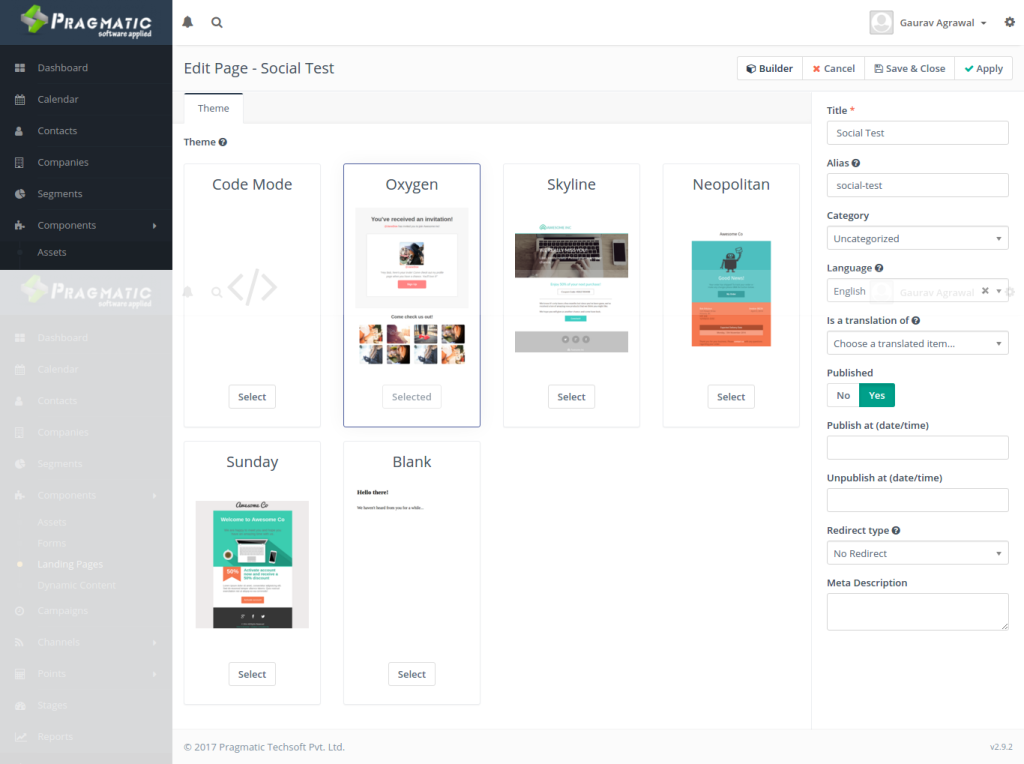 PRAGMATIC
software applied
Gaurav Agrawal
Dashboard
Calendar
Contacts
Companies
Segments
Components
Assets
PRAGMATIC
software applied
Dashboard
Calendar
Contacts
Companies
Segments
Components
Assets
Forms
Landing Pages
Dynamic Content
Campaigns
Channels
Points
Stages
Reports
Edit Page - Social Test
Builder
Cancel
Save & Close
Apply
Theme
Theme
Code Mode
</>
Select
Oxygen
You've received an invitation!
Come check us out!
Selected
Skyline
Select
Neopolitan
Awesome Co
Good News!
Select
Sunday
Awesome Co
Welcome to Awesome Co
50%
Select
Blank
Hello there!
We haven't heard from you for a while...
Select
Title *
Social Test
Alias
social-test
Category
Uncategorized
Language
English
Gaurav Agrawal
Is a translation of
Choose a translated item...
Published
No
Yes
Publish at (date/time)
Unpublish at (date/time)
Redirect type
No Redirect
Meta Description
© 2017 Pragmatic Techsoft Pvt. Ltd.
v2.9.2